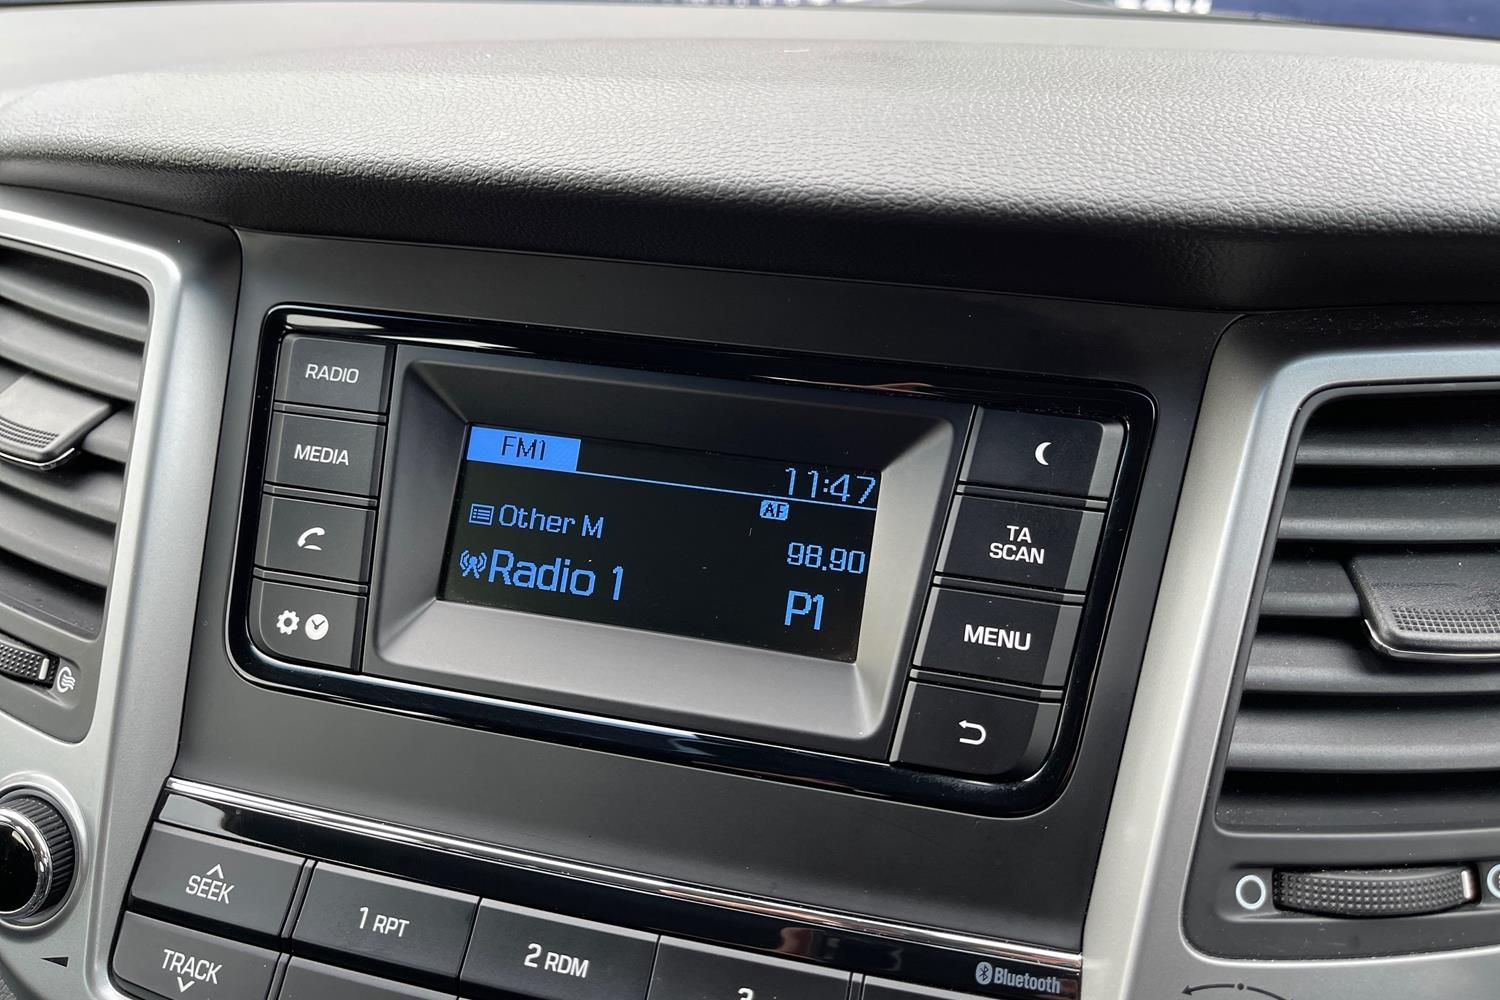 RADIO
MEDIA
FM1
11:47
AF
Other M
98.90
Radio 1
P1
TA
SCAN
MENU
SEEK
TRACK
1 RPT
2 RDM
3
Bluetooth